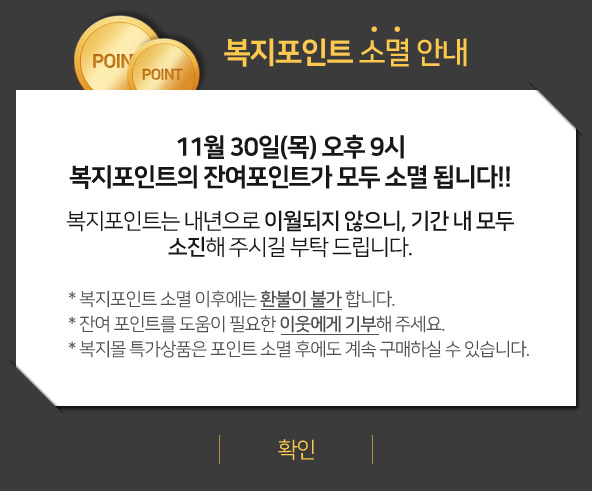 POINT
POINT
복지포인트 소멸 안내
11월 30일(목) 오후 9시
복지포인트의 잔여포인트가 모두 소멸 됩니다!!
복지포인트는 내년으로 이월되지 않으니, 기간 내 모두
소진해 주시길 부탁 드립니다.
* 복지포인트 소멸 이후에는 환불이 불가 합니다.
* 잔여 포인트를 도움이 필요한 이웃에게 기부해 주세요.
* 복지몰 특가상품은 포인트 소멸 후에도 계속 구매하실 수 있습니다.
확인